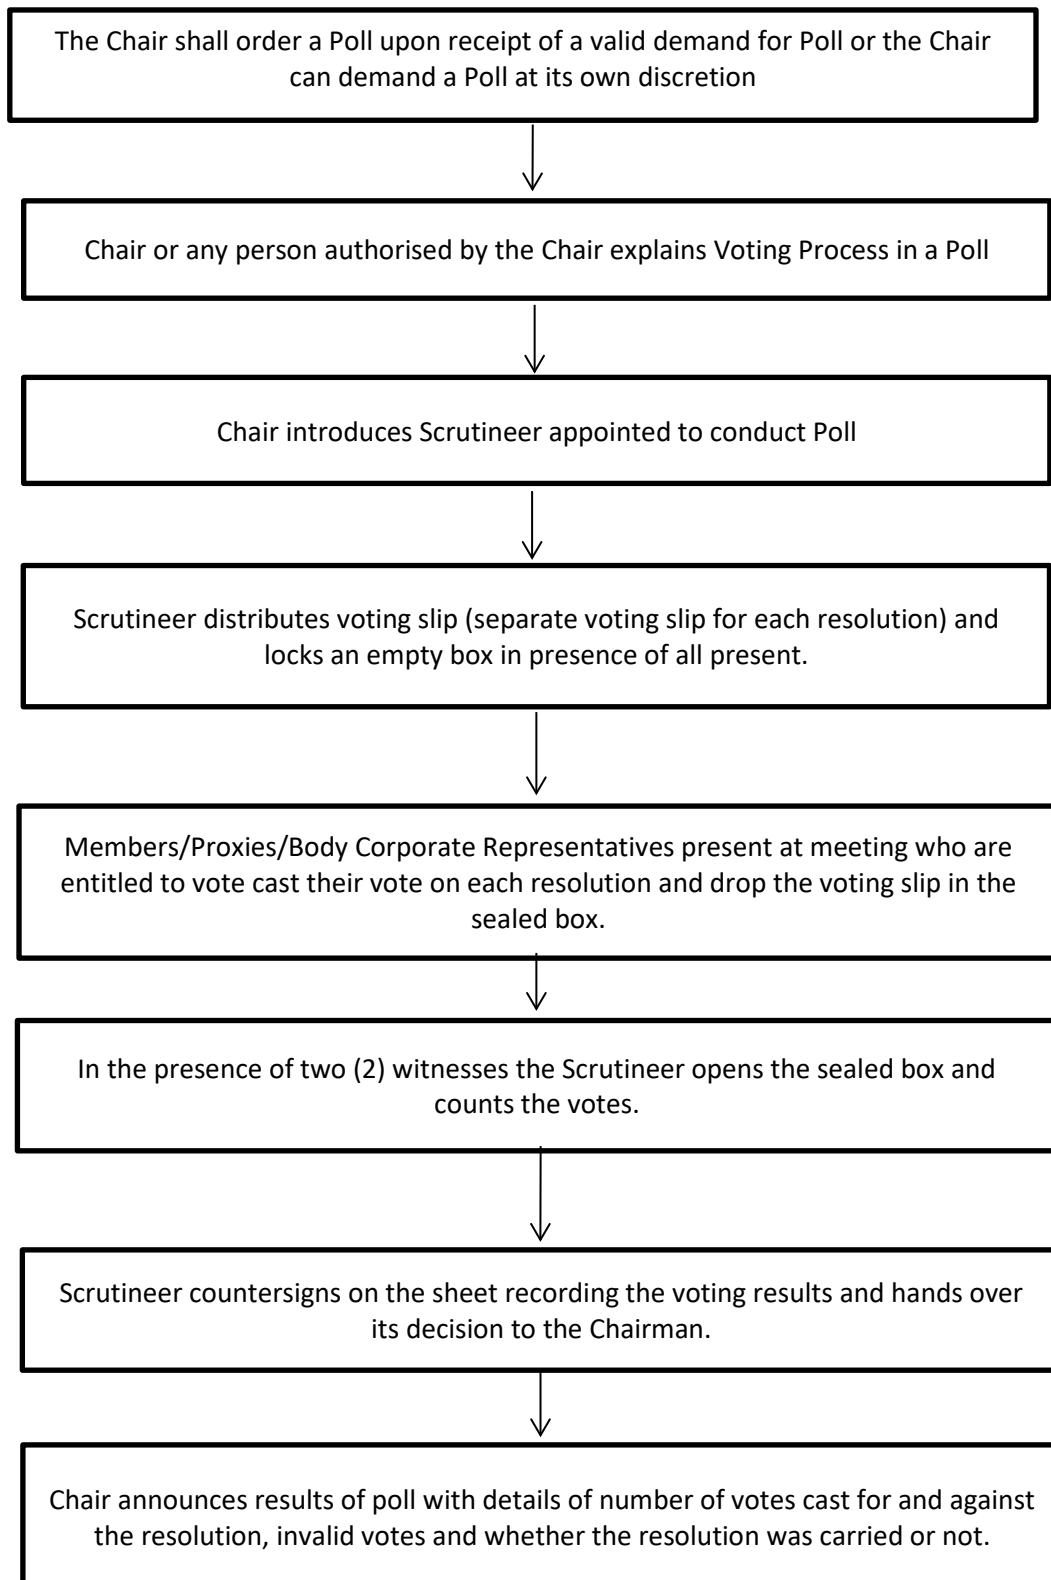 The Chair shall order a Poll upon receipt of a valid demand for Poll or the Chair
can demand a Poll at its own discretion
Chair or any person authorised by the Chair explains Voting Process in a Poll
Chair introduces Scrutineer appointed to conduct Poll
Scrutineer distributes voting slip (separate voting slip for each resolution) and
locks an empty box in presence of all present.
Members/Proxies/Body Corporate Representatives present at meeting who are
entitled to vote cast their vote on each resolution and drop the voting slip in the
sealed box.
In the presence of two (2) witnesses the Scrutineer opens the sealed box and
counts the votes.
Scrutineer countersigns on the sheet recording the voting results and hands over
its decision to the Chairman.
Chair announces results of poll with details of number of votes cast for and against
the resolution, invalid votes and whether the resolution was carried or not.